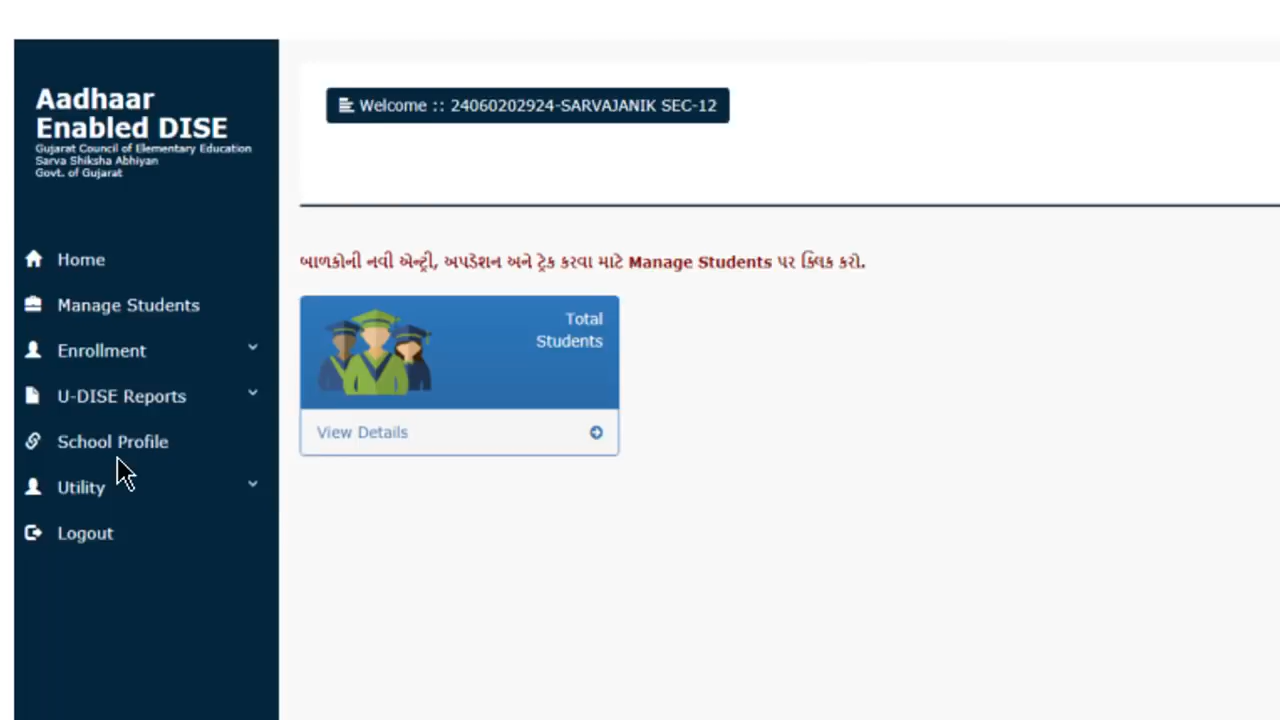 Aadhaar
Enabled DISE
Gujarat Council of Elementary Education
Sarva Shiksha Abhiyan
Govt. of Gujarat
Welcome :: 24060202924-SARVAJANIK SEC-12
Home
Manage Students
Enrollment
U-DISE Reports
School Profile
Utility
Logout
બાળકોની નવી એન્ટ્રી, અપડેશન અને ટ્રેક કરવા માટે Manage Students પર ક્લિક કરો.
Total
Students
View Details